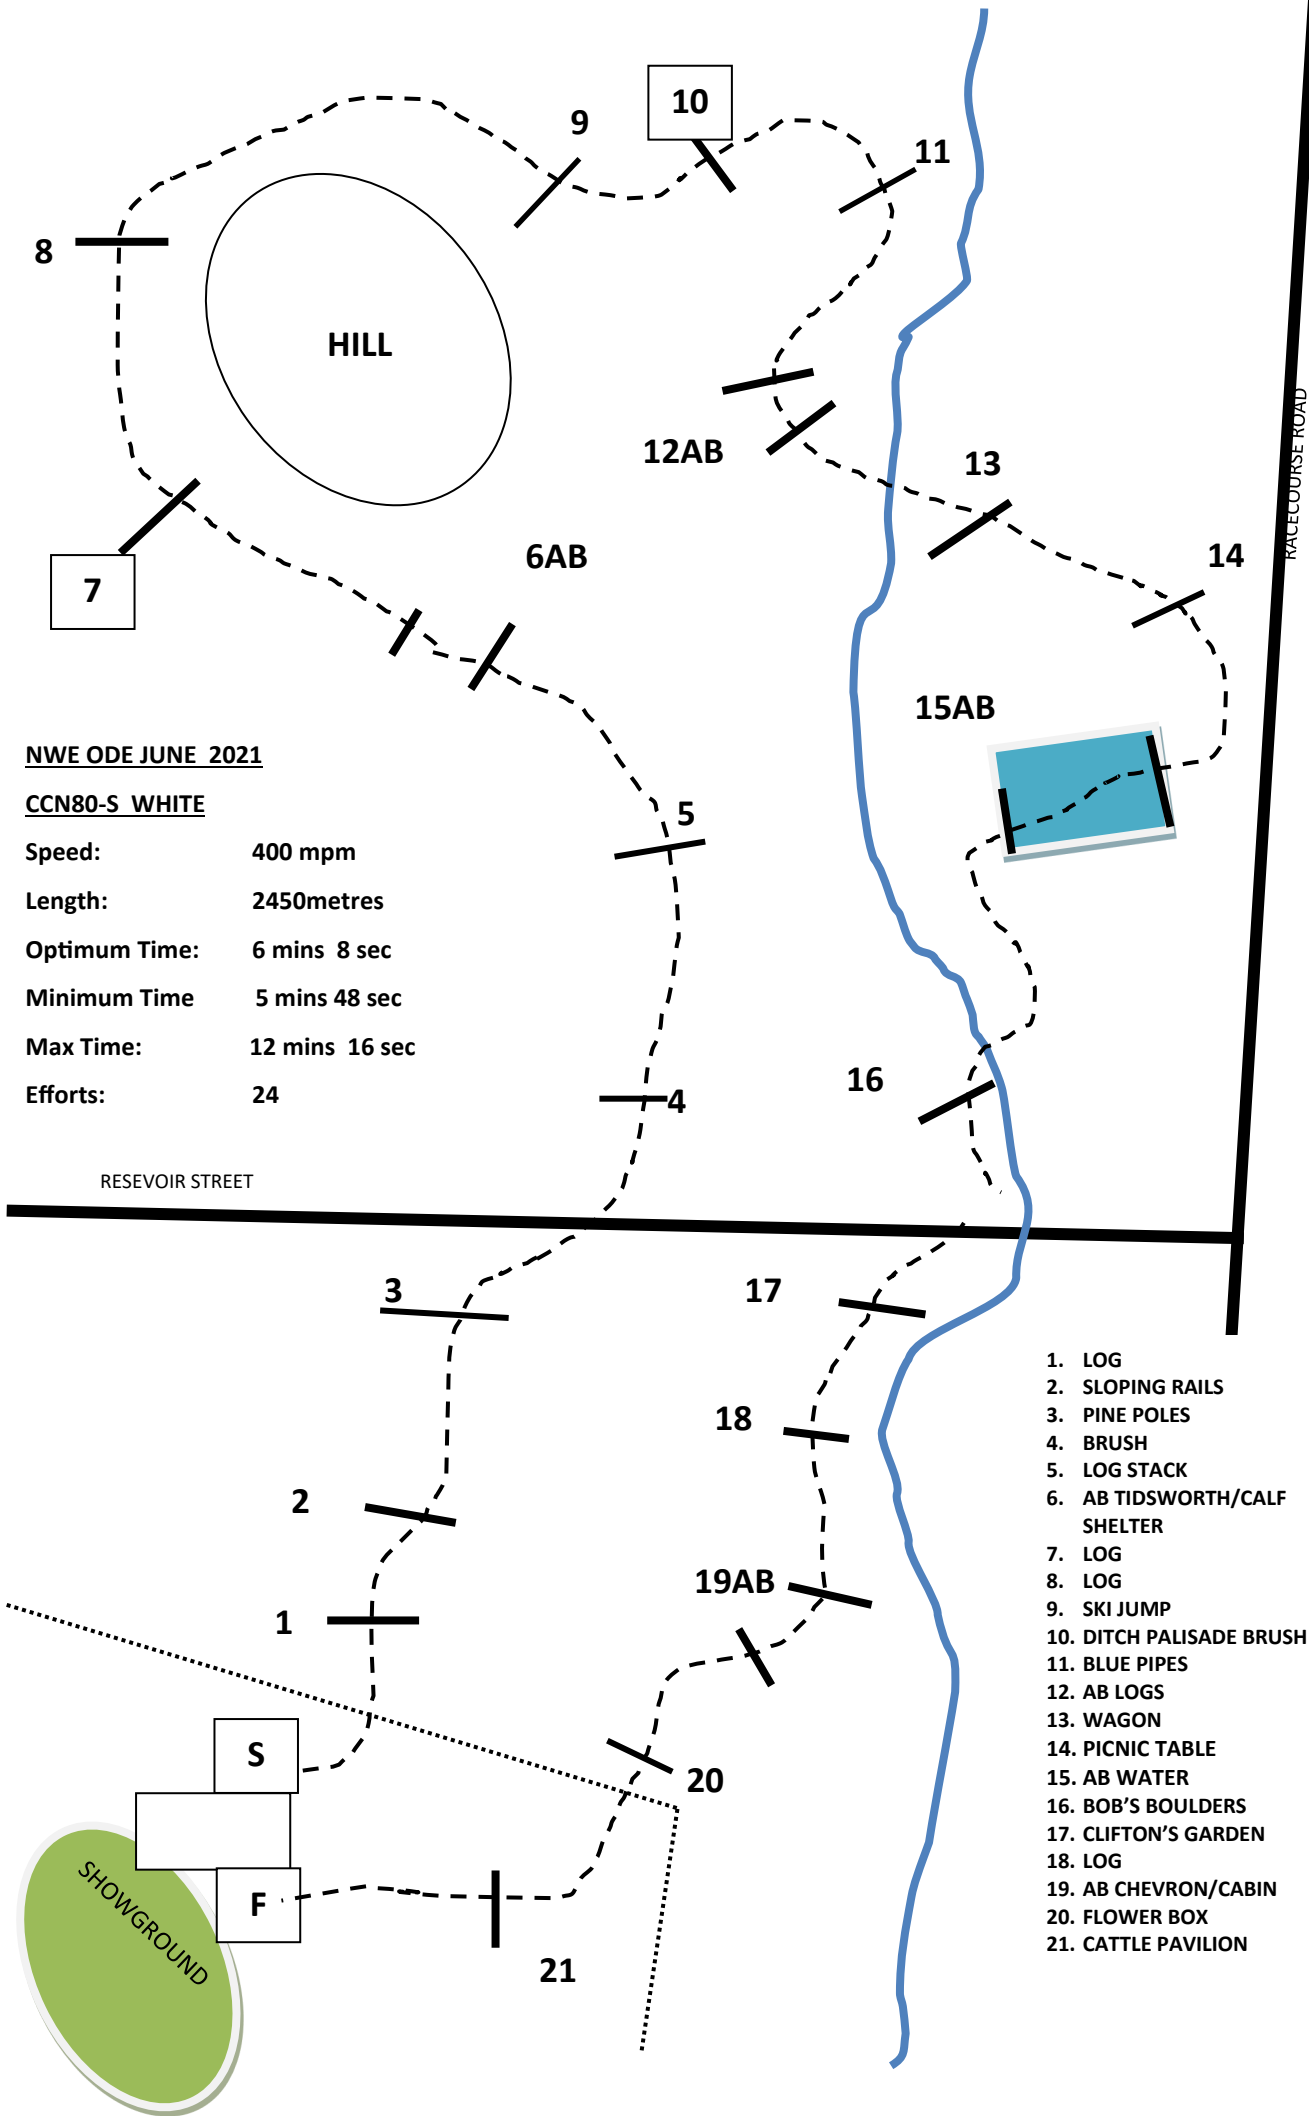 10
9
11
8
HILL
RACECOURSE ROAD
12AB
13
6AB
14
7
15AB
NWE ODE JUNE 2021
CCN80-S WHITE
Speed: 400 mpm
Length: 2450metres
Optimum Time: 6 mins 8 sec
Minimum Time 5 mins 48 sec
Max Time: 12 mins 16 sec
Efforts: 24
5
16
4
RESEVOIR STREET
3
17
18
2
19AB
1
S
20
SHOWGROUND
F
21
1. LOG
2. SLOPING RAILS
3. PINE POLES
4. BRUSH
5. LOG STACK
6. AB TIDSWORTH/CALF
SHELTER
7. LOG
8. LOG
9. SKI JUMP
10. DITCH PALISADE BRUSH
11. BLUE PIPES
12. AB LOGS
13. WAGON
14. PICNIC TABLE
15. AB WATER
16. BOB'S BOULDERS
17. CLIFTON'S GARDEN
18. LOG
19. AB CHEVRON/CABIN
20. FLOWER BOX
21. CATTLE PAVILION